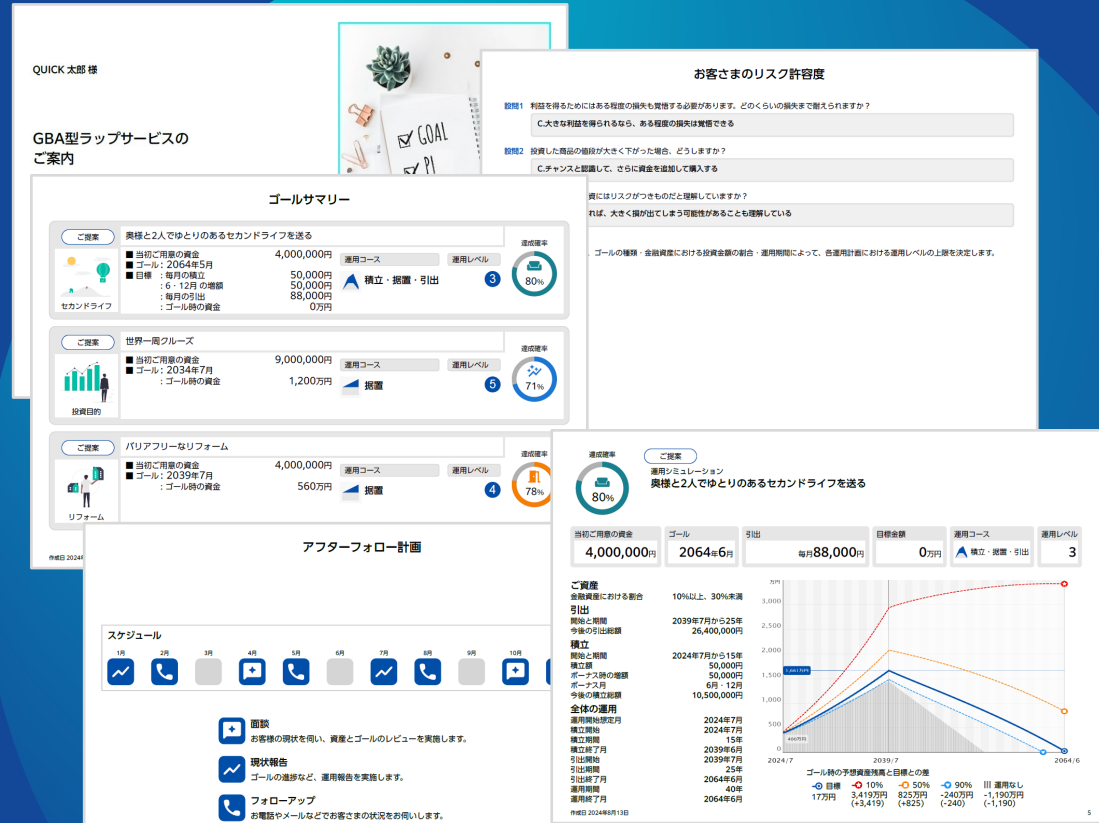 QUICK 太郎 様
GBA型ラップサービスの
ご案内
GOAL
お客さまのリスク許容度
設問1 利益を得るためにはある程度の損失も覚悟する必要があります。どのくらいの損失まで耐えられますか？
C.大きな利益を得られるなら、ある程度の損失は覚悟できる
設問2 投資した商品の値段が大きく下がった場合、どうしますか？
C.チャンスと認識して、さらに資金を追加して購入する
資にはリスクがつきものだと理解していますか？
れば、大きく損が出てしまう可能性があることも理解している
、ゴールの種類・金融資産における投資金額の割合・運用期間によって、各運用計画における運用レベルの上限を決定します。
ゴールサマリー
ご提案 奥様と2人でゆとりのあるセカンドライフを送る
■ 当初ご用意の資金 4,000,000円
■ ゴール : 2064年5月
■ 目標 : 毎月の積立 50,000円
: 6・12月 の増額 50,000円
: 毎月の引出 88,000円
: ゴール時の資金 0万円
セカンドライフ
運用コース 運用レベル
積立・据置・引出 3
達成確率
80%
ご提案 世界一周クルーズ
■ 当初ご用意の資金 9,000,000円
■ ゴール : 2034年7月
: ゴール時の資金 1,200万円
投資目的
運用コース 運用レベル
据置 5
達成確率
71%
ご提案 バリアフリーなリフォーム
■ 当初ご用意の資金 4,000,000円
■ ゴール : 2039年7月
: ゴール時の資金 560万円
リフォーム
運用コース 運用レベル
据置 4
達成確率
78%
作成日 2024
アフターフォロー計画
スケジュール
1月 2月 3月 4月 5月 6月 7月 8月 9月 10月
面談
お客様の現状を伺い、資産とゴールのレビューを実施します。
現状報告
ゴールの進捗など、運用報告を実施します。
フォローアップ
お電話やメールなどでお客さまの状況をお伺いします。
達成確率
80%
ご提案
運用シミュレーション
奥様と2人でゆとりのあるセカンドライフを送る
当初ご用意の資金 ゴール 引出 目標金額 運用コース 運用レベル
4,000,000円 2064年6月 毎月88,000円 0万円 積立・据置・引出 3
ご資産
金融資産における割合 10%以上、30%未満
引出
開始と期間 2039年7月から25年
今後の引出総額 26,400,000円
積立
開始と期間 2024年7月から15年
積立額 50,000円
ボーナス時の増額 50,000円
ボーナス月 6月・12月
今後の積立総額 10,500,000円
全体の運用
運用開始想定月 2024年7月
積立開始 2024年7月
積立期間 15年
積立終了月 2039年6月
引出開始 2039年7月
引出期間 25年
引出終了月 2064年6月
運用期間 40年
運用終了月 2064年6月
万円
3,000
2,500
2,000
1,661万円
1,500
1,000
500
400万円
0
2024/7 2039/7 2064/6
ゴール時の予想資産残高と目標との差
目標 10% 50% 90% 運用なし
17万円 3,419万円 825万円 -240万円 -1,190万円
(+3,419) (+825) (-240) (-1,190)
作成日 2024年8月13日 5